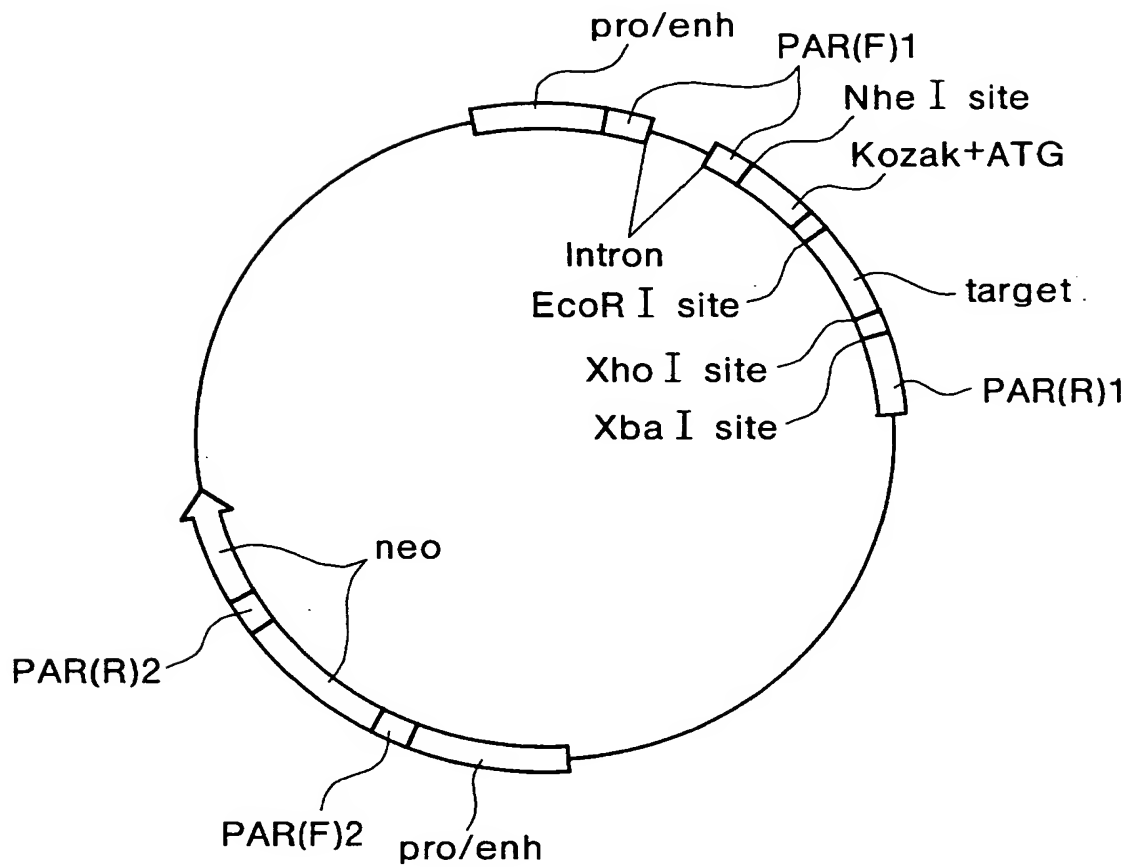 pro/enh
PAR(F)1
Nhe I site
Kozak+ATG
Intron
EcoR I site
target
Xho I site
PAR(R)1
Xba I site
neo
PAR(R)2
PAR(F)2
pro/enh